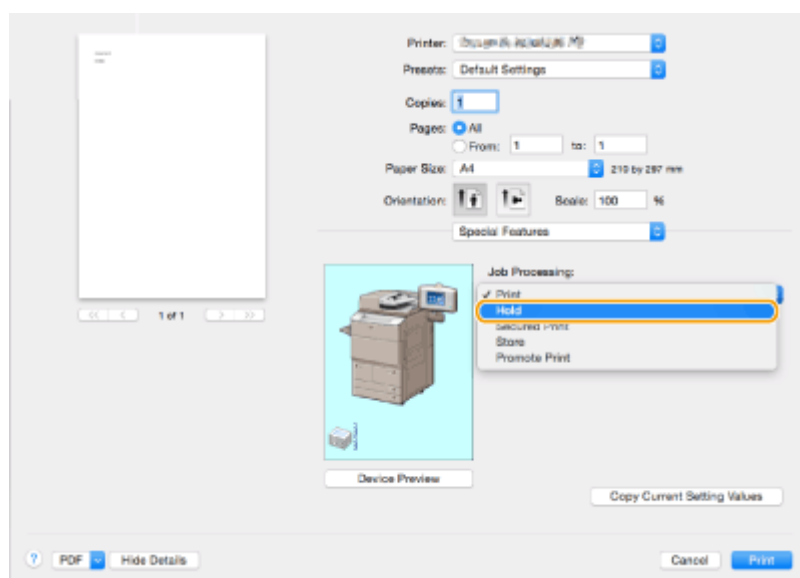 Printer:
Presets: Default Settings
Copies: 1
Pages: All
From: 1 to: 1
Paper Size: A4 210 by 297 mm
Orientation: Scale: 100 %
Special Features
Job Processing:
Print
Hold
Secured Print
Store
Promote Print
<< < 1 of 1 > >>
Device Preview
Copy Current Setting Values
? PDF Hide Details Cancel Print